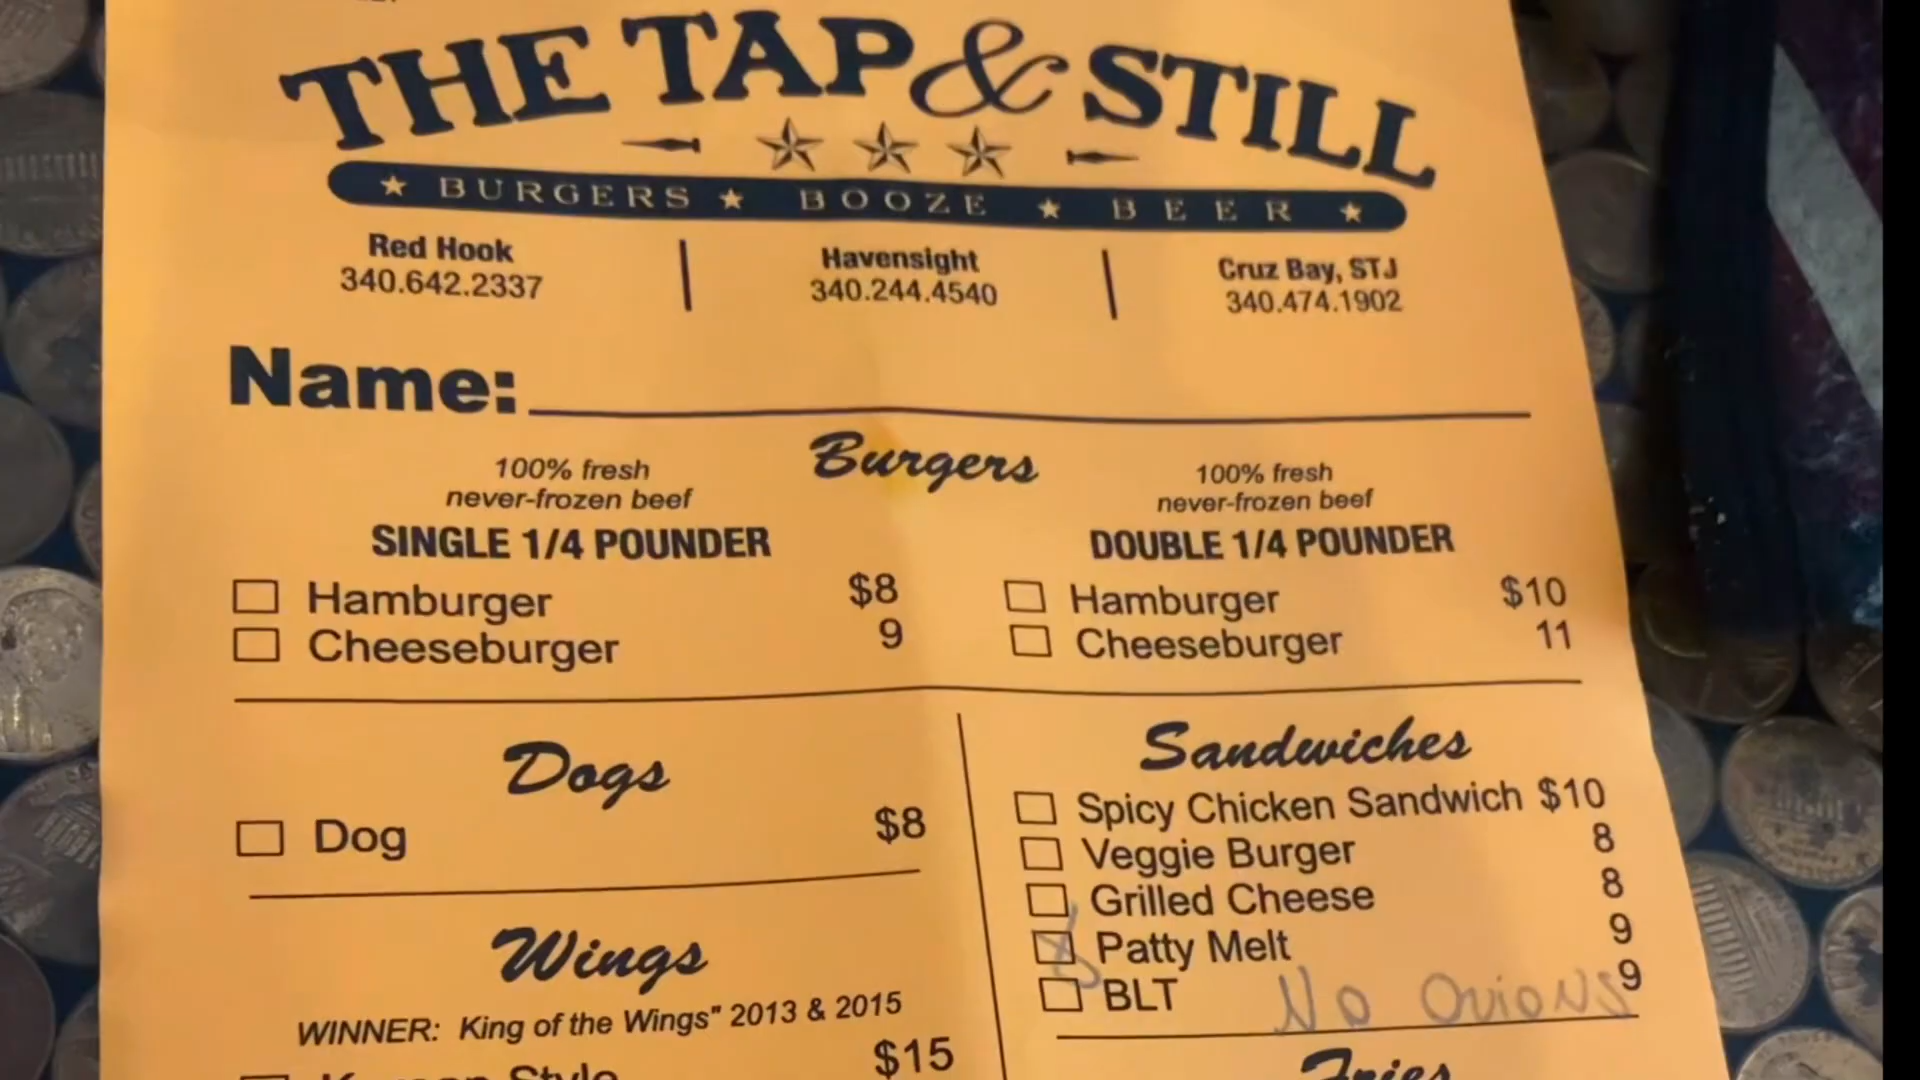 THE TAP & STILL
BURGERS BOOZE BEER
Red Hook
340.642.2337
Havensight
340.244.4540
Cruz Bay, STJ
340.474.1902
Name:
Burgers
100% fresh
never-frozen beef
SINGLE 1/4 POUNDER
Hamburger $8
Cheeseburger 9
100% fresh
never-frozen beef
DOUBLE 1/4 POUNDER
Hamburger $10
Cheeseburger 11
Dogs
Dog $8
Wings
WINNER: King of the Wings" 2013 & 2015
$15
Sandwiches
Spicy Chicken Sandwich $10
Veggie Burger 8
Grilled Cheese 8
Patty Melt 9
BLT 9
No Onions
Fries